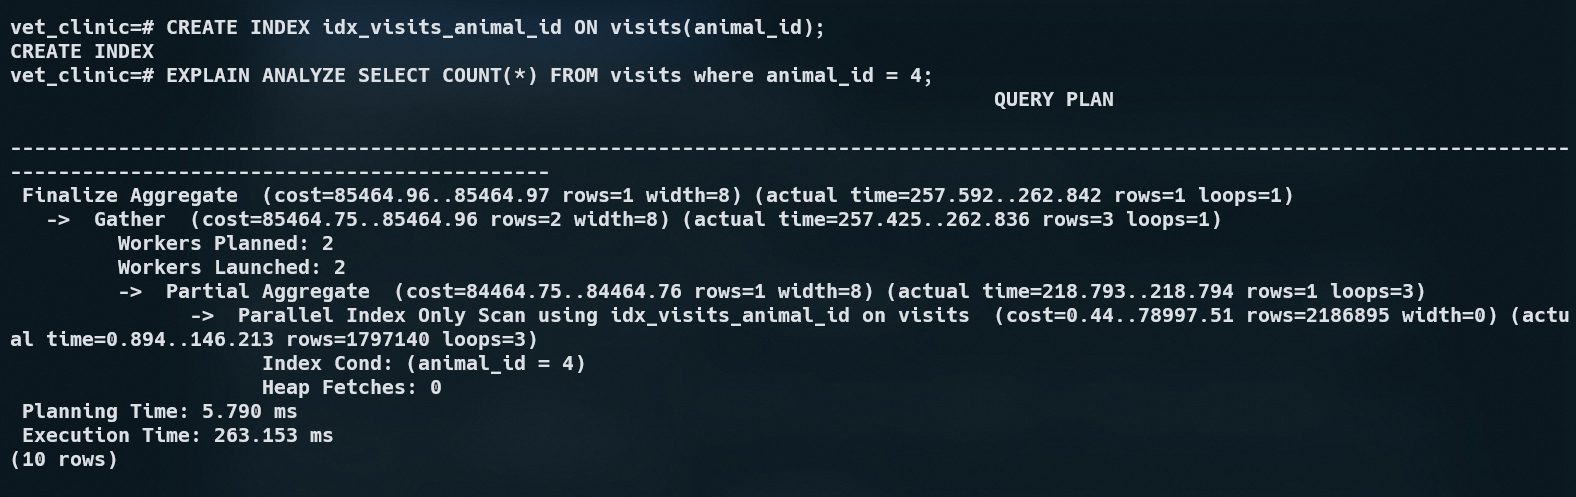 vet_clinic=# CREATE INDEX idx_visits_animal_id ON visits(animal_id);
CREATE INDEX
vet_clinic=# EXPLAIN ANALYZE SELECT COUNT(*) FROM visits where animal_id = 4;
QUERY PLAN
----------------------------------------------------------------------------------------------------------------------------------
---------------------------------------------
 Finalize Aggregate  (cost=85464.96..85464.97 rows=1 width=8) (actual time=257.592..262.842 rows=1 loops=1)
   ->  Gather  (cost=85464.75..85464.96 rows=2 width=8) (actual time=257.425..262.836 rows=3 loops=1)
         Workers Planned: 2
         Workers Launched: 2
         ->  Partial Aggregate  (cost=84464.75..84464.76 rows=1 width=8) (actual time=218.793..218.794 rows=1 loops=3)
               ->  Parallel Index Only Scan using idx_visits_animal_id on visits  (cost=0.44..78997.51 rows=2186895 width=0) (actu
al time=0.894..146.213 rows=1797140 loops=3)
                     Index Cond: (animal_id = 4)
                     Heap Fetches: 0
 Planning Time: 5.790 ms
 Execution Time: 263.153 ms
(10 rows)